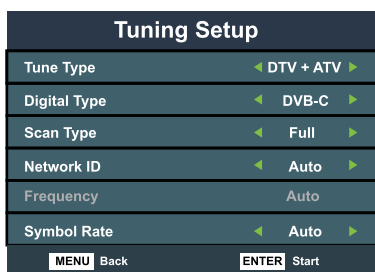 Tuning Setup
Tune Type DTV + ATV
Digital Type DVB-C
Scan Type Full
Network ID Auto
Frequency Auto
Symbol Rate Auto
MENU Back ENTER Start